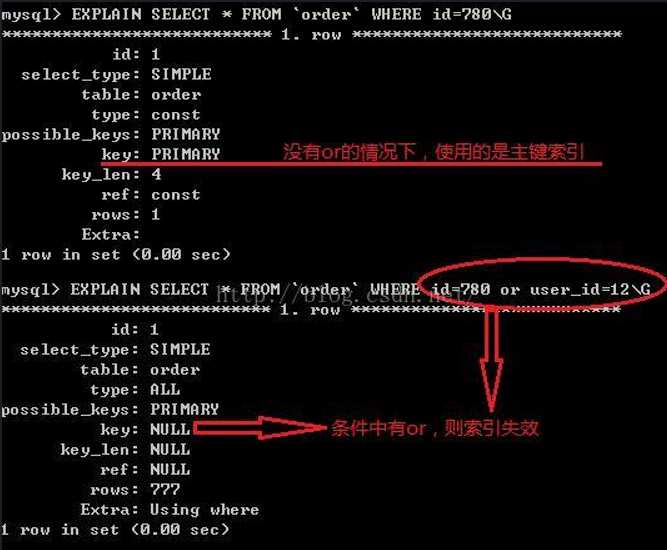 mysql> EXPLAIN SELECT * FROM `order` WHERE id=780\G
*************************** 1. row ***************************
id: 1
select_type: SIMPLE
table: order
type: const
possible_keys: PRIMARY
key: PRIMARY 没有or的情况下，使用的是主键索引
key_len: 4
ref: const
rows: 1
Extra:
1 row in set (0.00 sec)
mysql> EXPLAIN SELECT * FROM `order` WHERE id=780 or user_id=12\G
http://blog.csdn.net/
*************************** 1. row ***************************
id: 1
select_type: SIMPLE
table: order
type: ALL
possible_keys: PRIMARY
key: NULL 条件中有or，则索引失效
key_len: NULL
ref: NULL
rows: 777
Extra: Using where
1 row in set (0.00 sec)